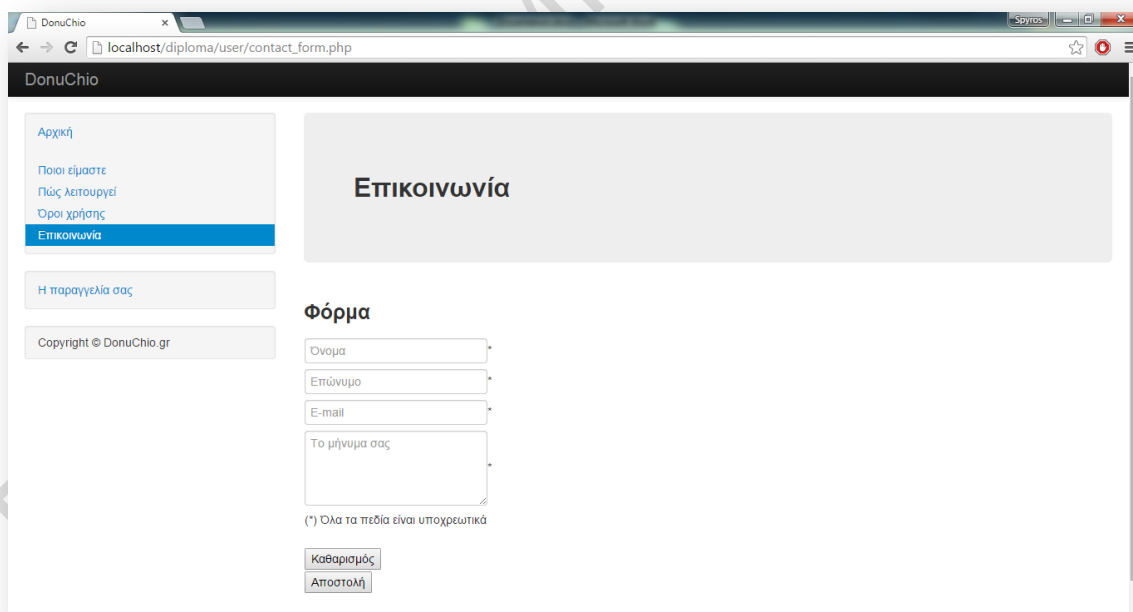 DonuChio
Spyros
localhost/diploma/user/contact_form.php
DonuChio
Αρχική
Ποιοι είμαστε
Πώς λειτουργεί
Όροι χρήσης
Επικοινωνία
Η παραγγελία σας
Copyright © DonuChio.gr
Επικοινωνία
Φόρμα
Όνομα*
Επώνυμο*
E-mail*
Το μήνυμα σας
*
(*) Όλα τα πεδία είναι υποχρεωτικά
Καθαρισμός
Αποστολή